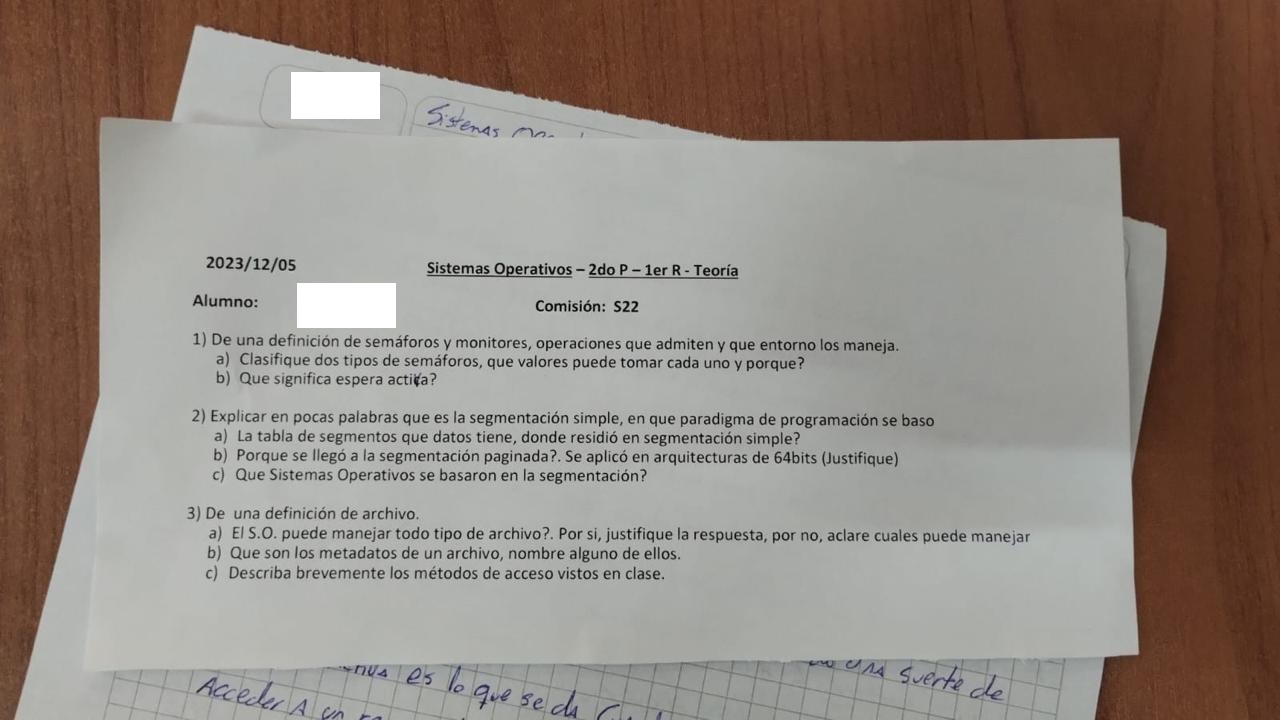 Sistemas
2023/12/05
Sistemas Operativos – 2do P – 1er R - Teoría
Alumno:
Comisión: S22
1) De una definición de semáforos y monitores, operaciones que admiten y que entorno los maneja.
a) Clasifique dos tipos de semáforos, que valores puede tomar cada uno y porque?
b) Que significa espera activa?
2) Explicar en pocas palabras que es la segmentación simple, en que paradigma de programación se baso
a) La tabla de segmentos que datos tiene, donde residió en segmentación simple?
b) Porque se llegó a la segmentación paginada?. Se aplicó en arquitecturas de 64bits (Justifique)
c) Que Sistemas Operativos se basaron en la segmentación?
3) De una definición de archivo.
a) El S.O. puede manejar todo tipo de archivo?. Por si, justifique la respuesta, por no, aclare cuales puede manejar
b) Que son los metadatos de un archivo, nombre alguno de ellos.
c) Describa brevemente los métodos de acceso vistos en clase.
es lo que se da
una suerte de
Acceder A un